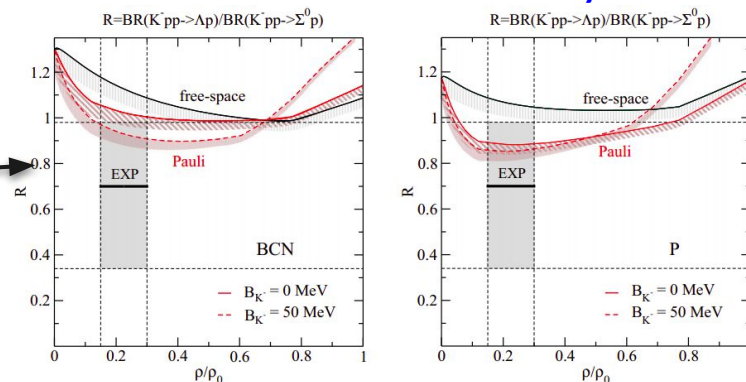 R=BR(K⁻pp->Λp)/BR(K⁻pp->Σ⁰p)
1.2
1
0.8
0.6
0.4
0.2
R
free-space
Pauli
EXP
BCN
B_K⁻ = 0 MeV
B_K⁻ = 50 MeV
0 0.2 0.4 0.6 0.8 1
ρ/ρ₀
R=BR(K⁻pp->Λp)/BR(K⁻pp->Σ⁰p)
1.2
1
0.8
0.6
0.4
0.2
R
free-space
Pauli
EXP
P
B_K⁻ = 0 MeV
B_K⁻ = 50 MeV
0 0.2 0.4 0.6 0.8
ρ/ρ₀